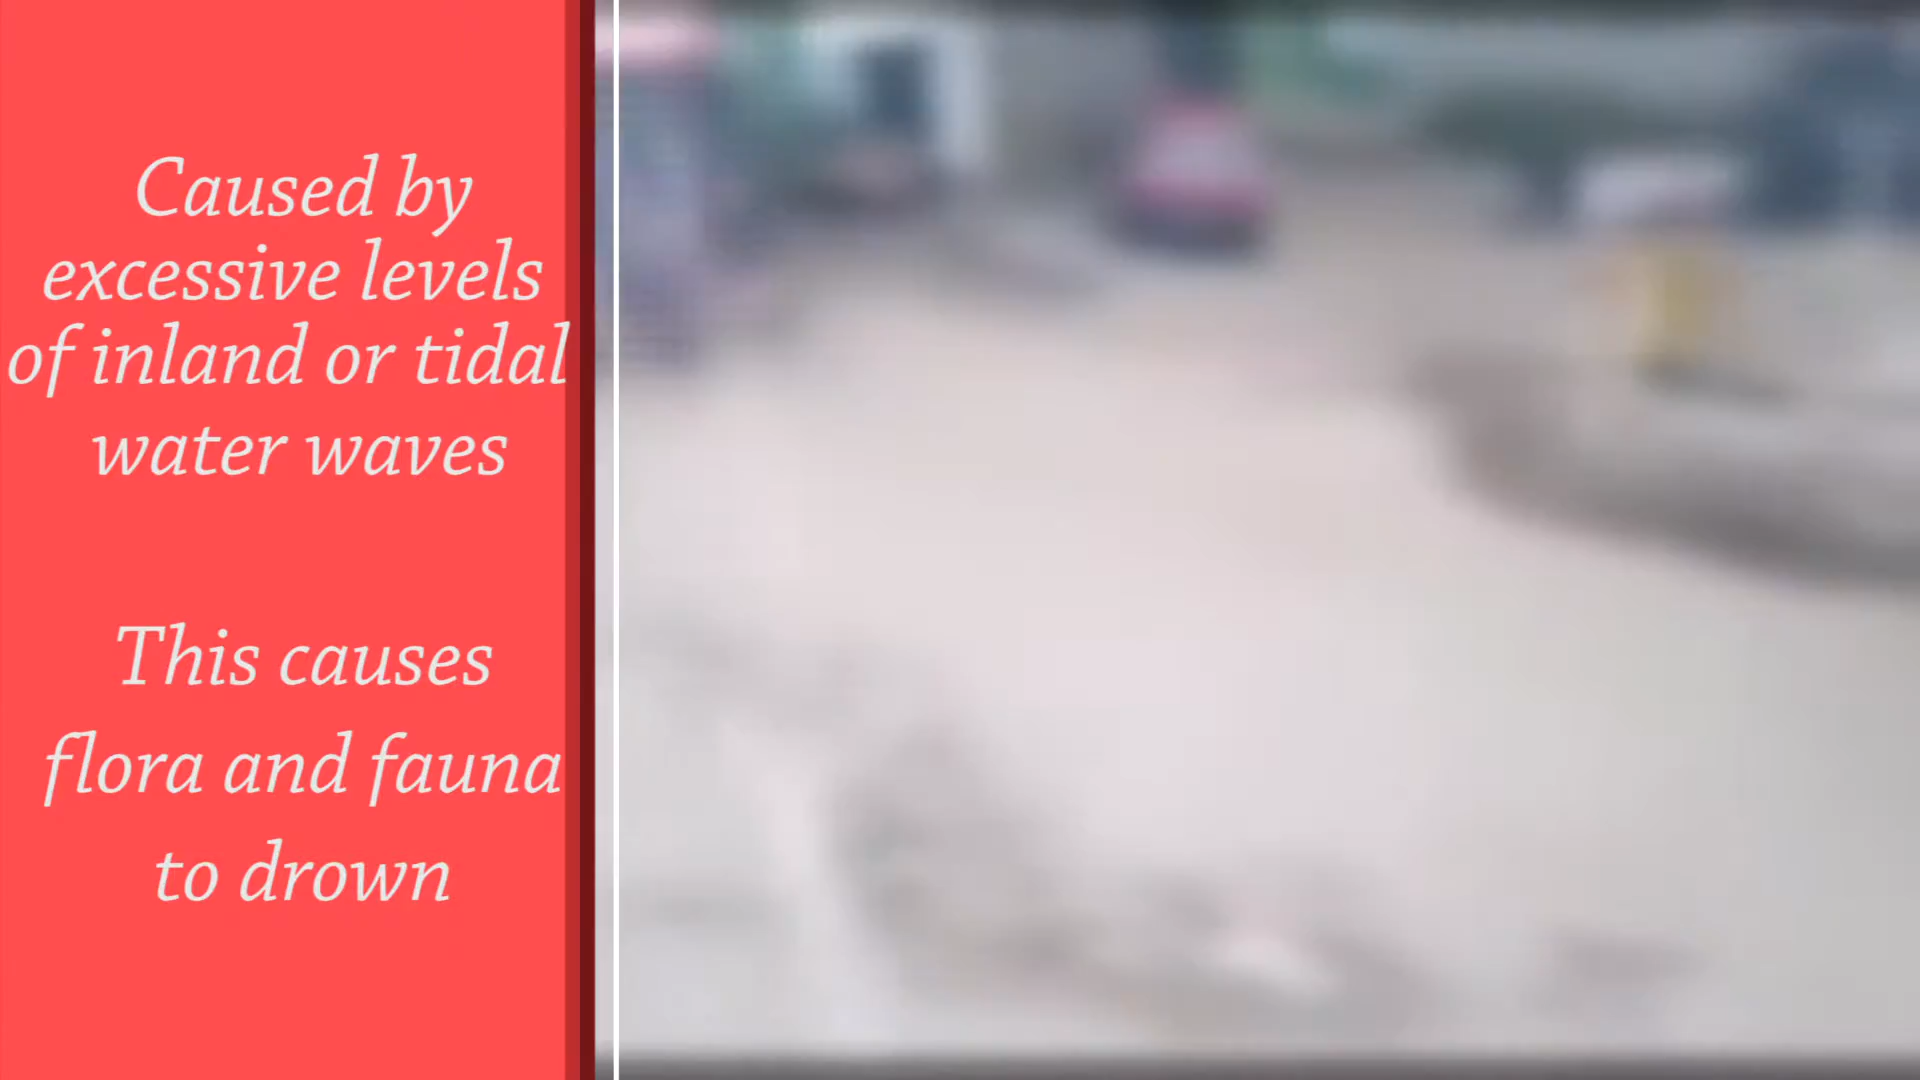 Caused by
excessive levels
of inland or tidal
water waves
This causes
flora and fauna
to drown